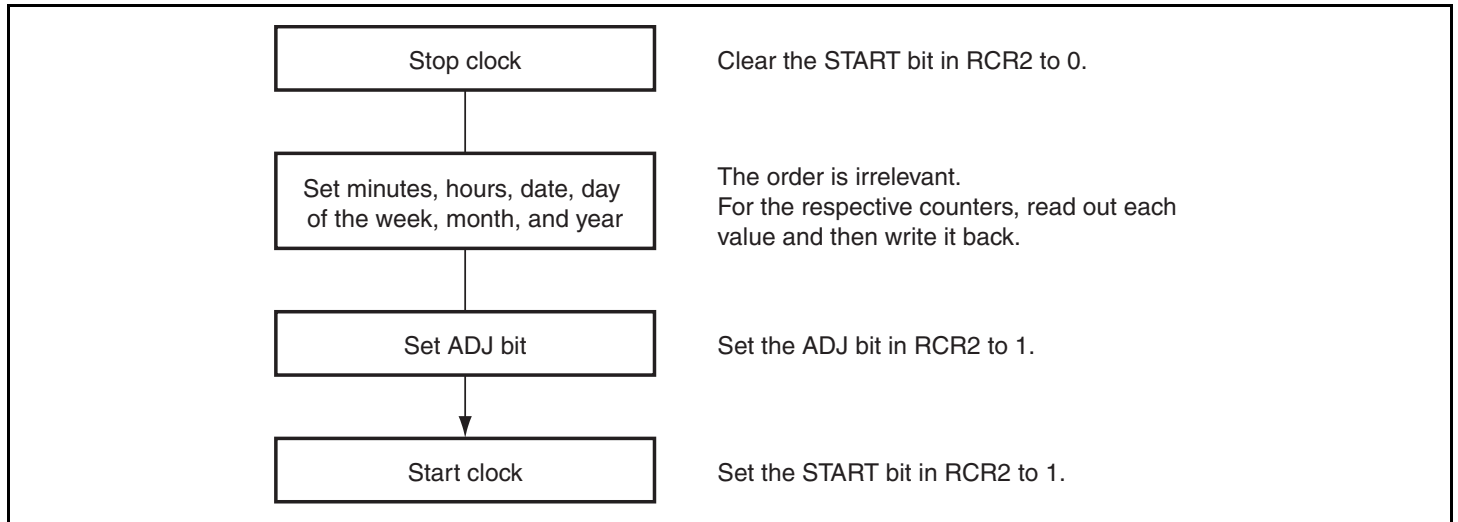 Stop clock
Clear the START bit in RCR2 to 0.
Set minutes, hours, date, day
of the week, month, and year
The order is irrelevant.
For the respective counters, read out each
value and then write it back.
Set ADJ bit
Set the ADJ bit in RCR2 to 1.
Start clock
Set the START bit in RCR2 to 1.